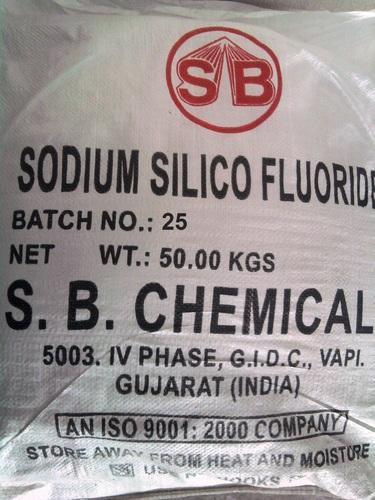 SB
SODIUM SILICO FLUORIDE
BATCH NO.: 25
NET WT.: 50.00 KGS
S. B. CHEMICAL
5003. IV PHASE, G.I.D.C., VAPI.
GUJARAT (INDIA)
AN ISO 9001: 2000 COMPANY
STORE AWAY FROM HEAT AND MOISTURE
HOOKS